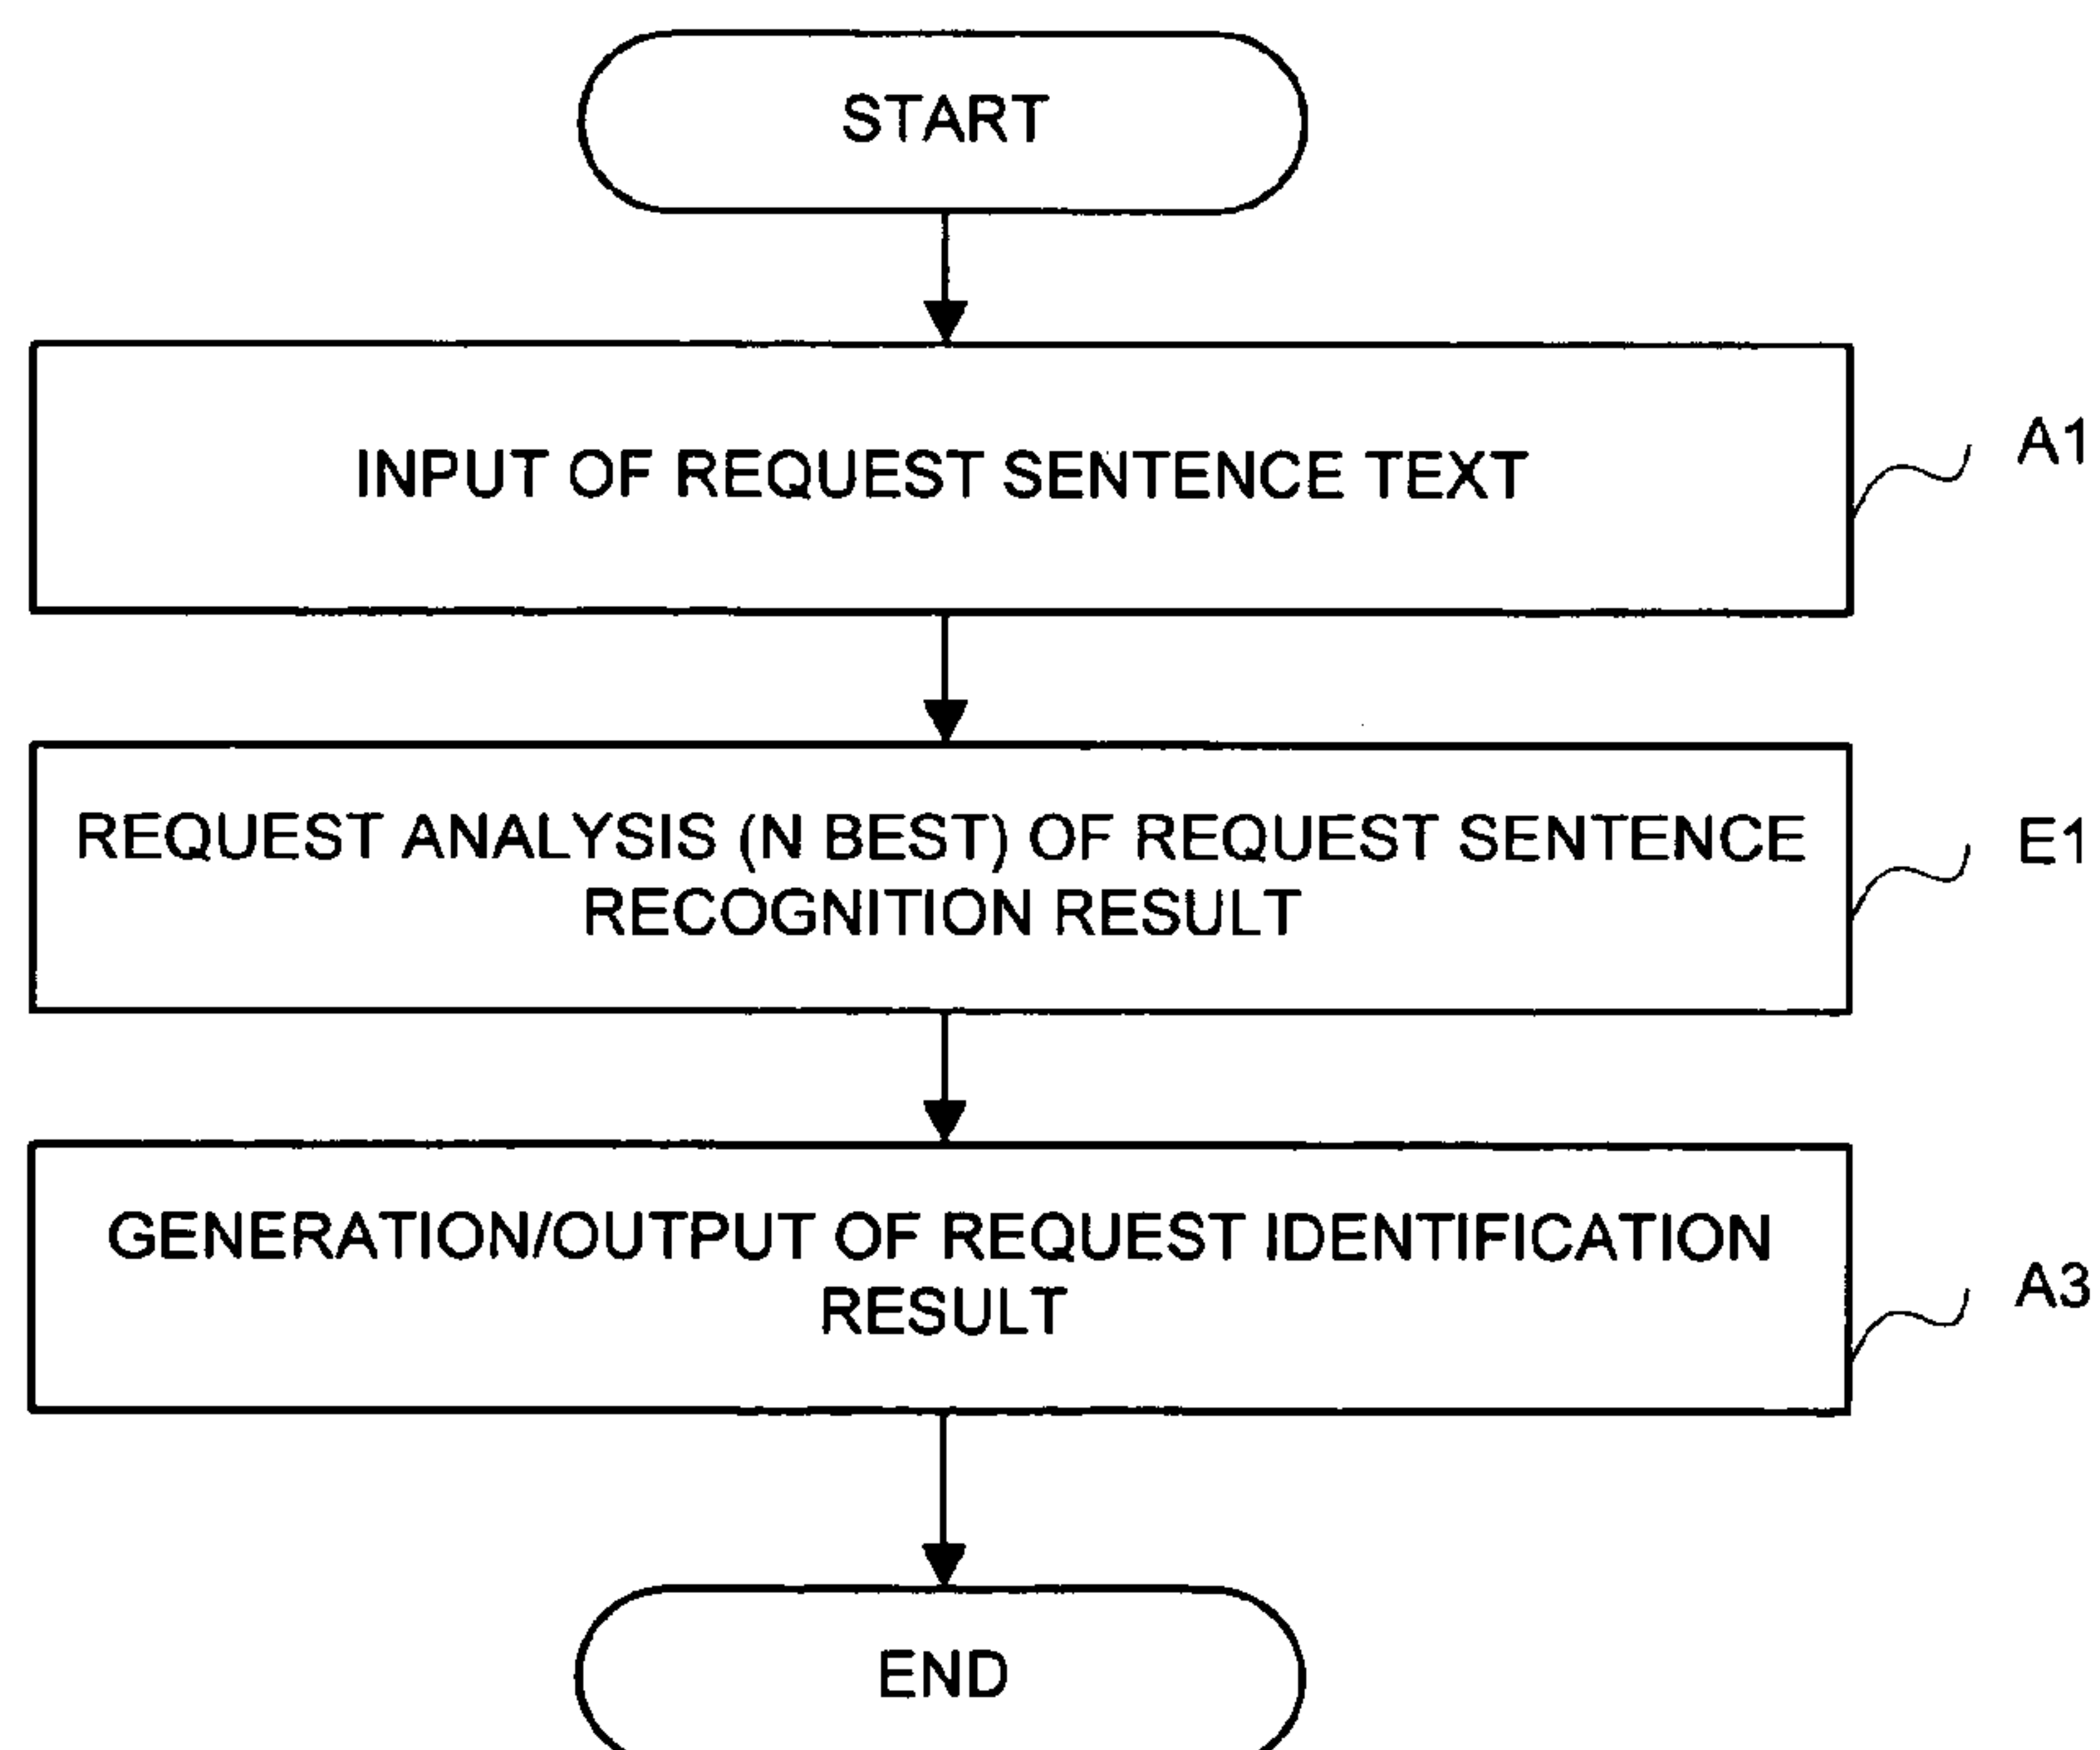 START
INPUT OF REQUEST SENTENCE TEXT
A1
REQUEST ANALYSIS (N BEST) OF REQUEST SENTENCE
RECOGNITION RESULT
E1
GENERATION/OUTPUT OF REQUEST IDENTIFICATION
RESULT
A3
END